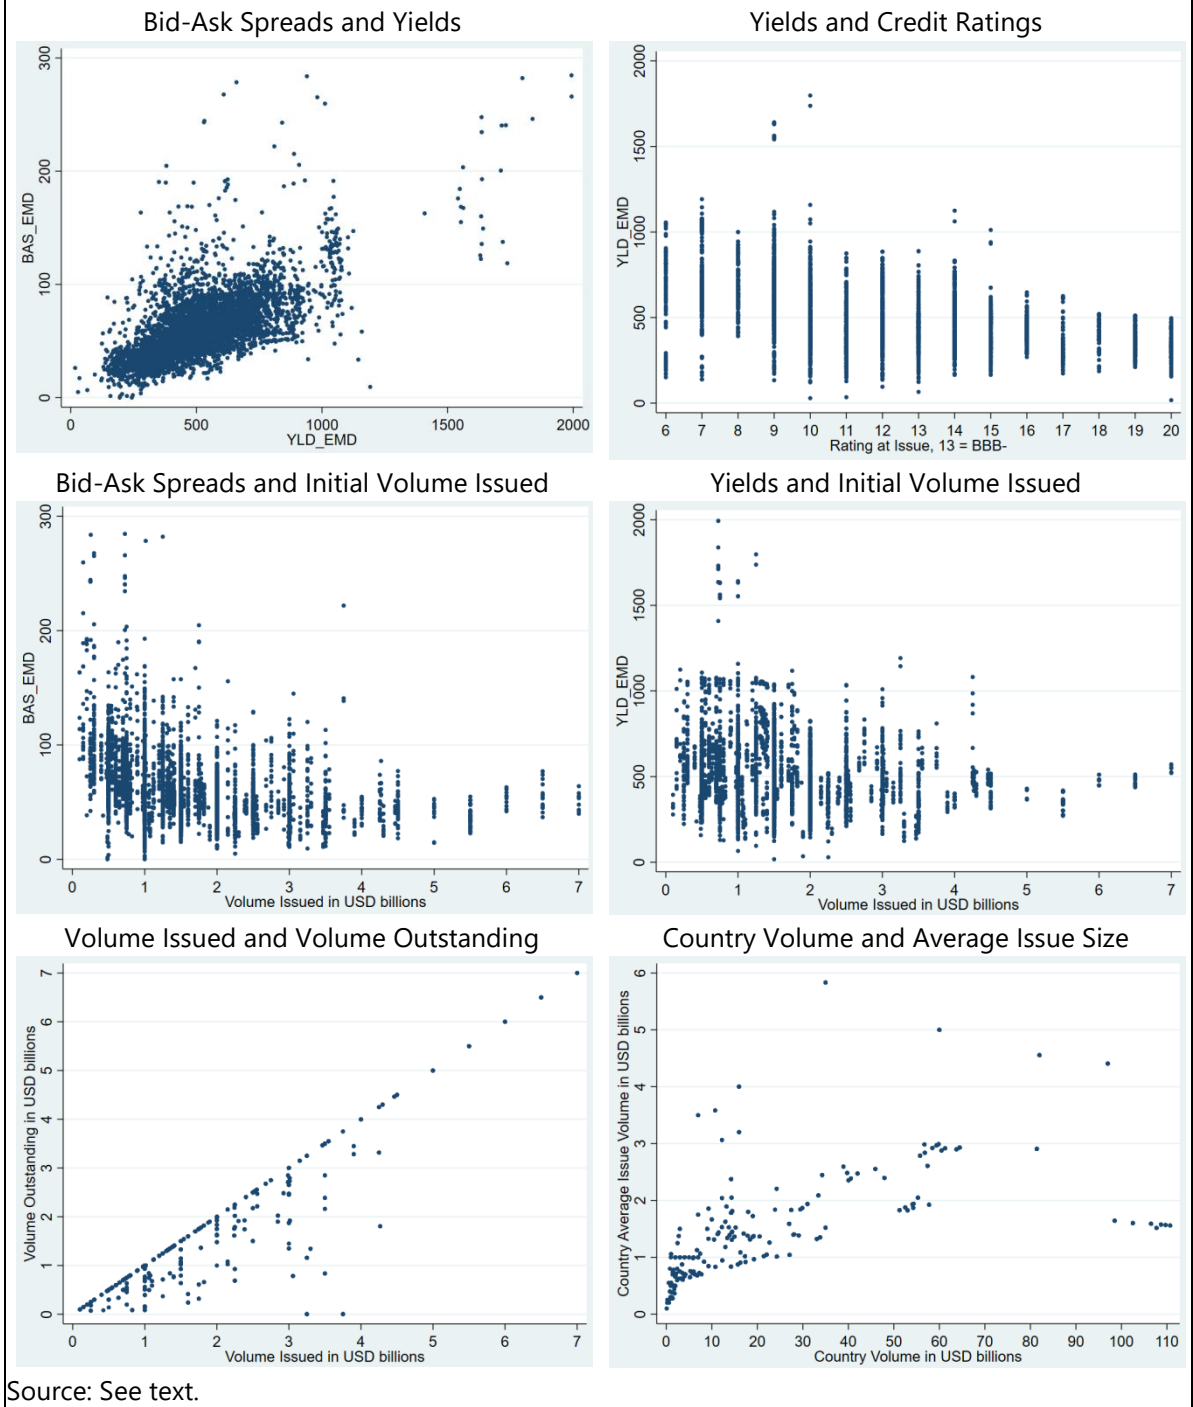 Bid-Ask Spreads and Yields
BAS_EMD
300
200
100
0
0 500 1000 1500 2000
YLD_EMD
Yields and Credit Ratings
YLD_EMD
2000
1500
1000
500
0
6 7 8 9 10 11 12 13 14 15 16 17 18 19 20
Rating at Issue, 13 = BBB-
Bid-Ask Spreads and Initial Volume Issued
BAS_EMD
300
200
100
0
0 1 2 3 4 5 6 7
Volume Issued in USD billions
Yields and Initial Volume Issued
YLD_EMD
2000
1500
1000
500
0
0 1 2 3 4 5 6 7
Volume Issued in USD billions
Volume Issued and Volume Outstanding
Volume Outstanding in USD billions
7
6
5
4
3
2
1
0
0 1 2 3 4 5 6 7
Volume Issued in USD billions
Country Volume and Average Issue Size
Country Average Issue Volume in USD billions
6
5
4
3
2
1
0
0 10 20 30 40 50 60 70 80 90 100 110
Country Volume in USD billions
Source: See text.